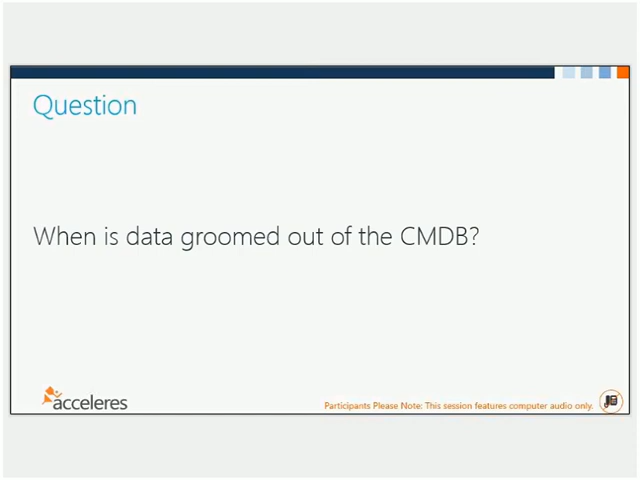 Question
When is data groomed out of the CMDB?
acceleres
Participants Please Note: This session features computer audio only.